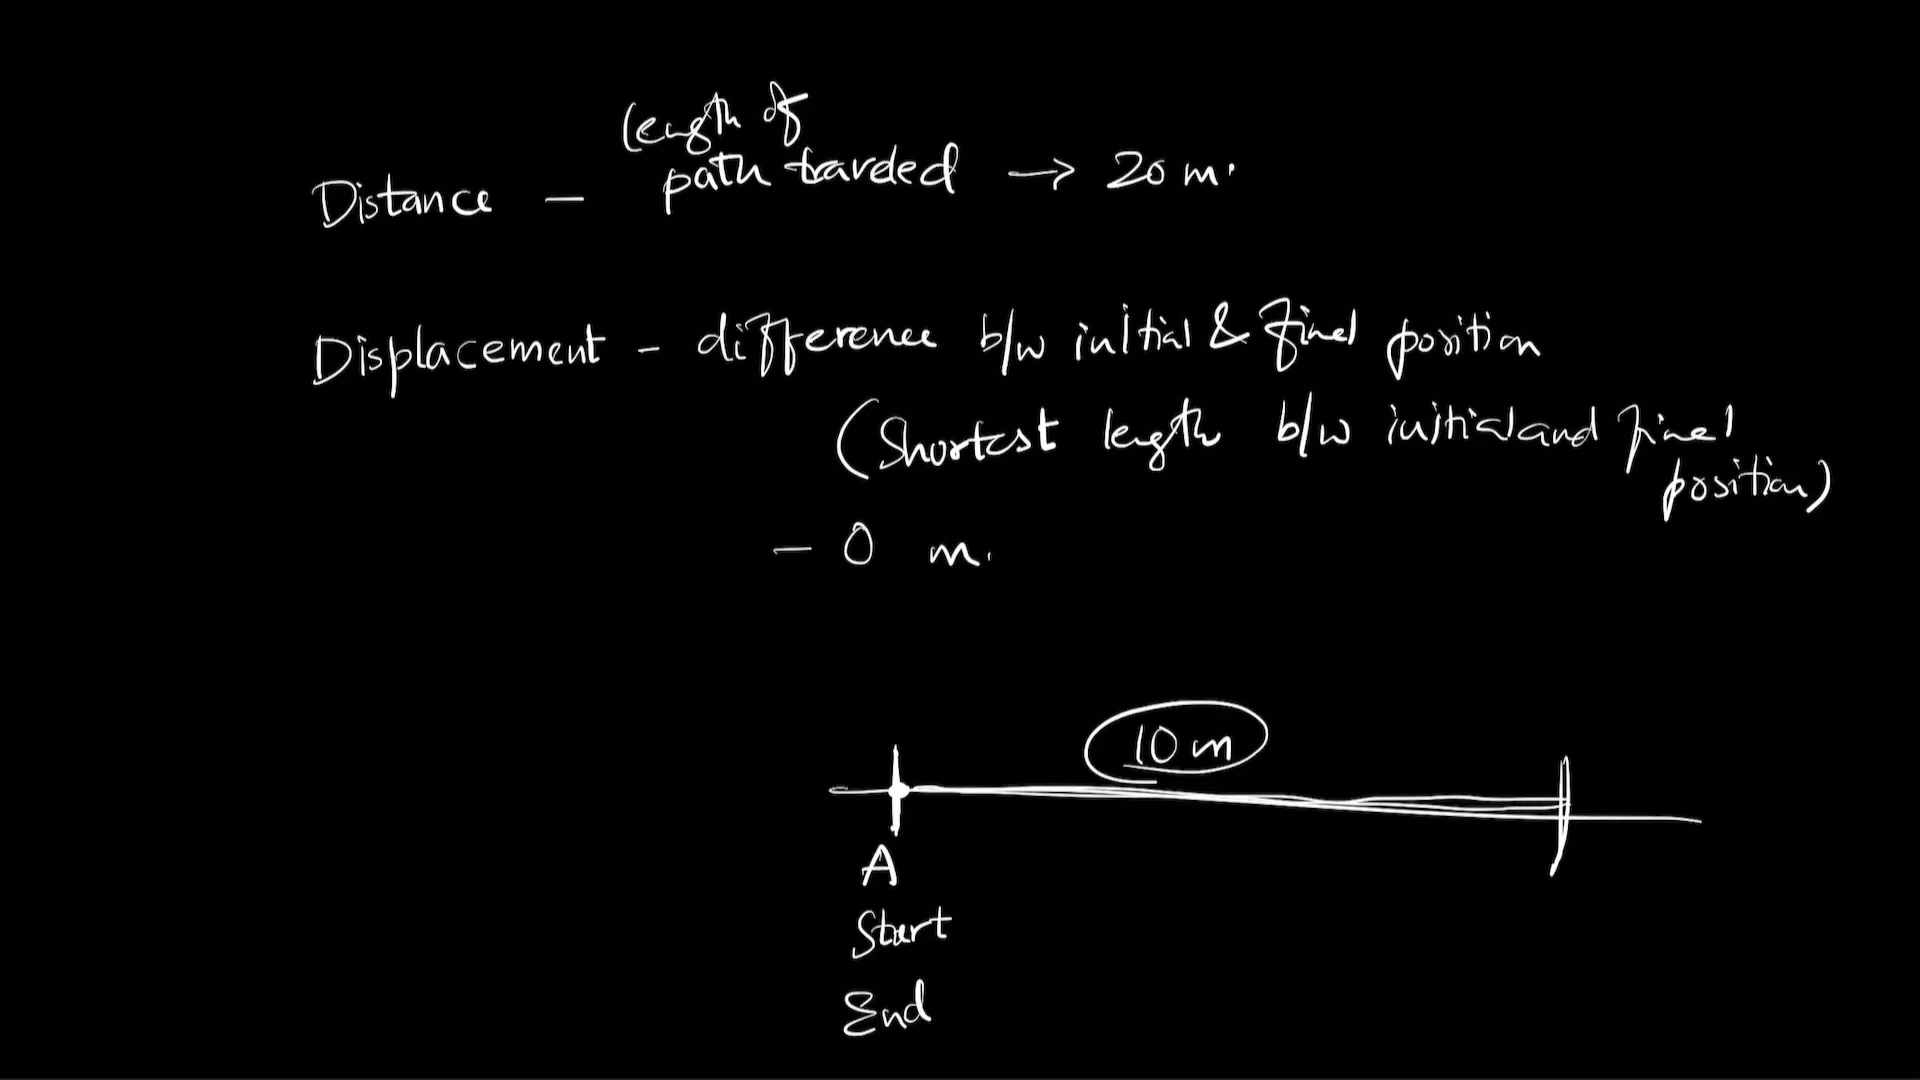 length of
Distance - path traveled → 20 m.
Displacement - difference b/w initial & final position
(Shortest length b/w initial and final
position)
- 0 m.
10 m
A
Start
End